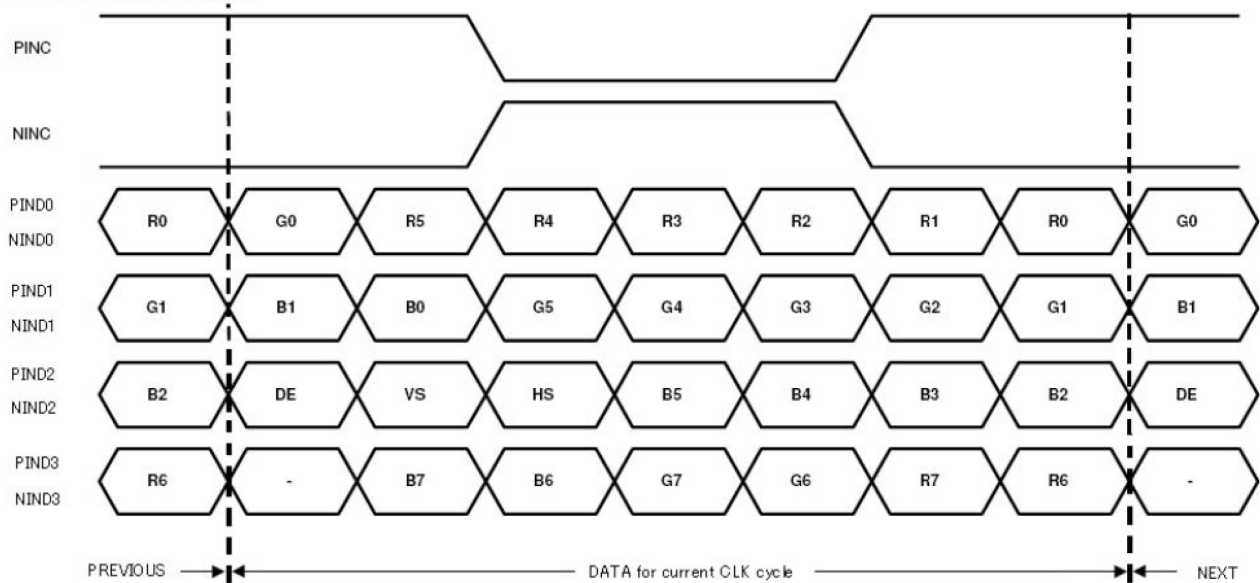 PINC
NINC
PIND0
NIND0
R0 G0 R5 R4 R3 R2 R1 R0 G0
PIND1
NIND1
G1 B1 B0 G5 G4 G3 G2 G1 B1
PIND2
NIND2
B2 DE VS HS B5 B4 B3 B2 DE
PIND3
NIND3
R6 - B7 B6 G7 G6 R7 R6 -
PREVIOUS DATA for current CLK cycle NEXT